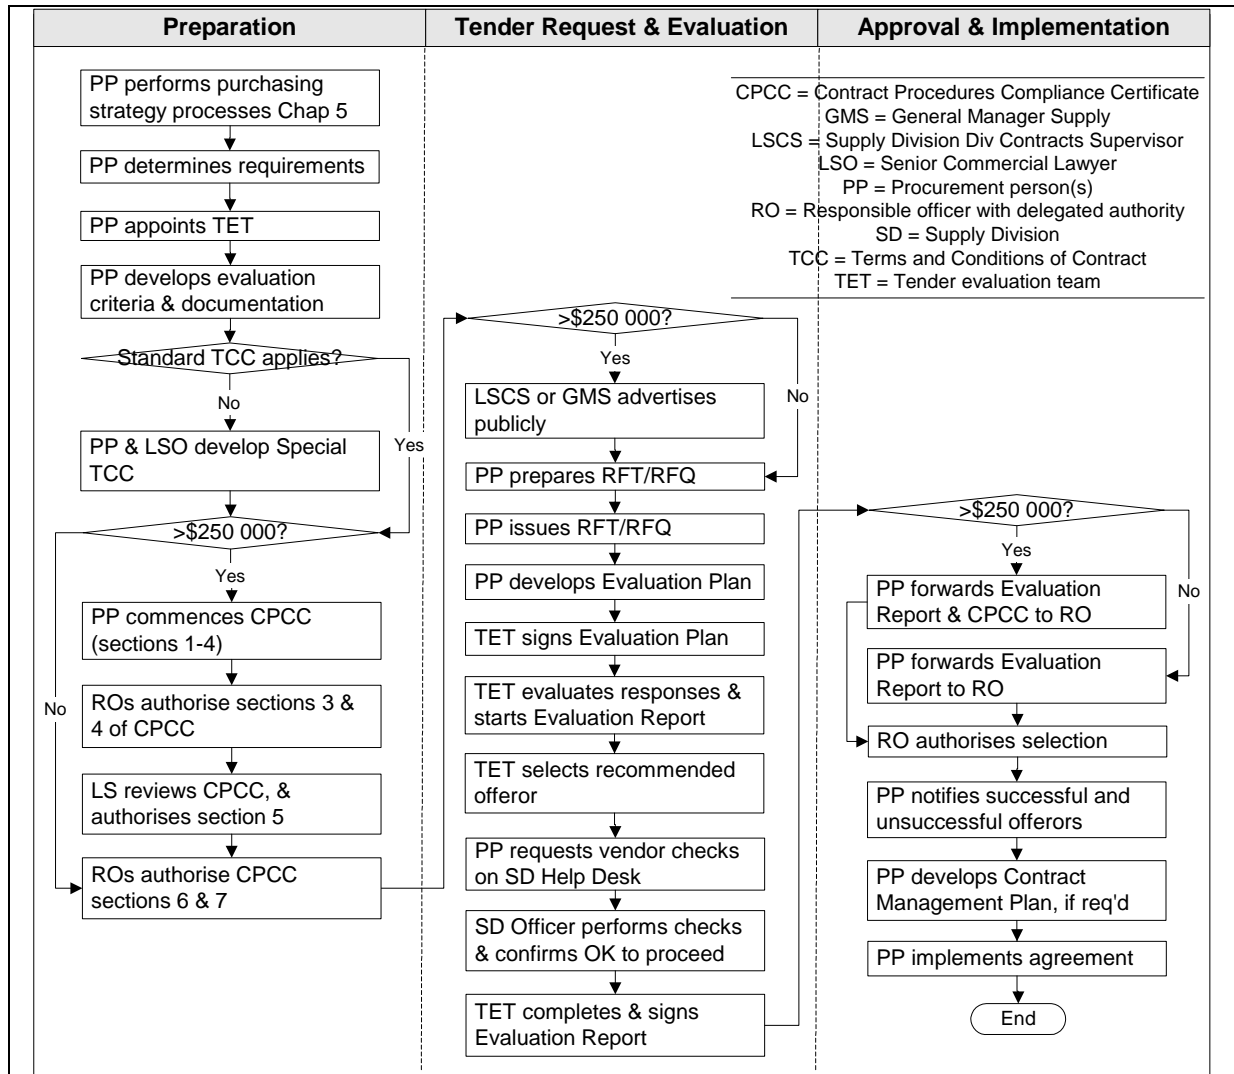 Preparation
Tender Request & Evaluation
Approval & Implementation
PP performs purchasing
strategy processes Chap 5
PP determines requirements
PP appoints TET
PP develops evaluation
criteria & documentation
Standard TCC applies?
No
Yes
PP & LSO develop Special
TCC
>$250 000?
Yes
No
PP commences CPCC
(sections 1-4)
ROs authorise sections 3 &
4 of CPCC
LS reviews CPCC, &
authorises section 5
ROs authorise CPCC
sections 6 & 7
>$250 000?
Yes
No
LSCS or GMS advertises
publicly
PP prepares RFT/RFQ
PP issues RFT/RFQ
PP develops Evaluation Plan
TET signs Evaluation Plan
TET evaluates responses &
starts Evaluation Report
TET selects recommended
offeror
PP requests vendor checks
on SD Help Desk
SD Officer performs checks
& confirms OK to proceed
TET completes & signs
Evaluation Report
CPCC = Contract Procedures Compliance Certificate
GMS = General Manager Supply
LSCS = Supply Division Div Contracts Supervisor
LSO = Senior Commercial Lawyer
PP = Procurement person(s)
RO = Responsible officer with delegated authority
SD = Supply Division
TCC = Terms and Conditions of Contract
TET = Tender evaluation team
>$250 000?
Yes
No
PP forwards Evaluation
Report & CPCC to RO
PP forwards Evaluation
Report to RO
RO authorises selection
PP notifies successful and
unsuccessful offerors
PP develops Contract
Management Plan, if req'd
PP implements agreement
End